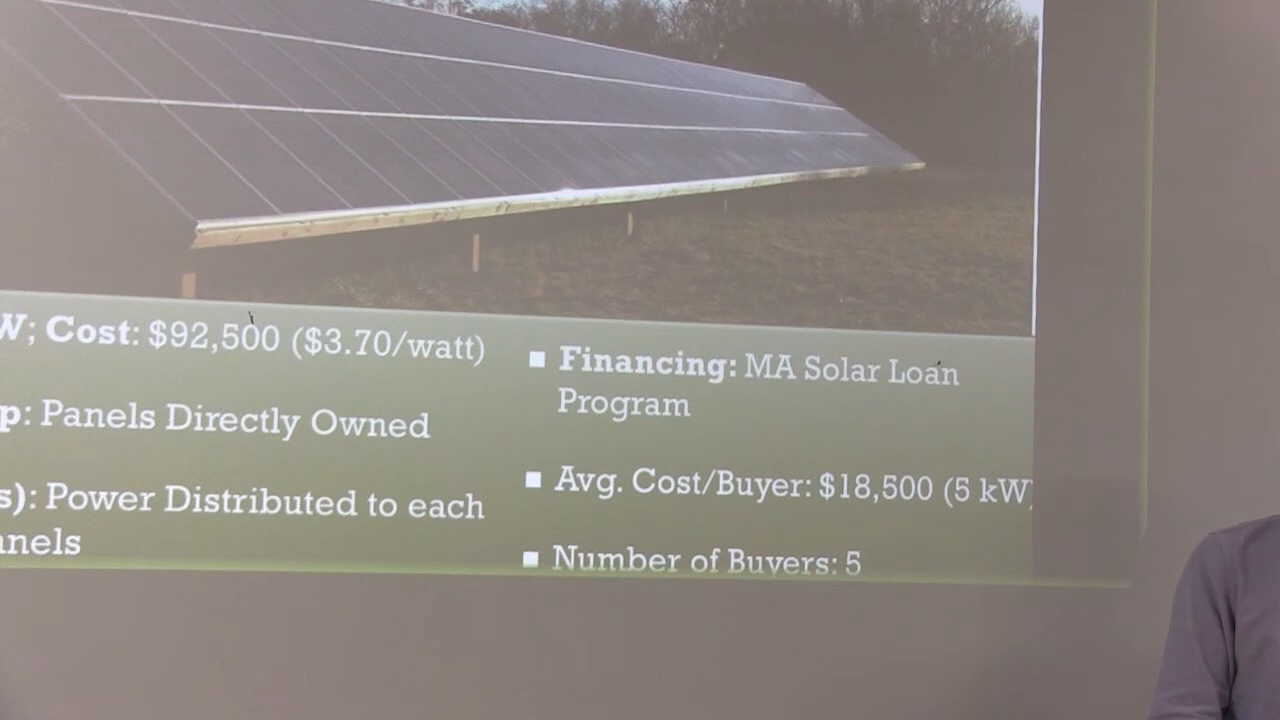 W; Cost: $92,500 ($3.70/watt)
p: Panels Directly Owned
s): Power Distributed to each
anels
■ Financing: MA Solar Loan
Program
■ Avg. Cost/Buyer: $18,500 (5 kW)
■ Number of Buyers: 5